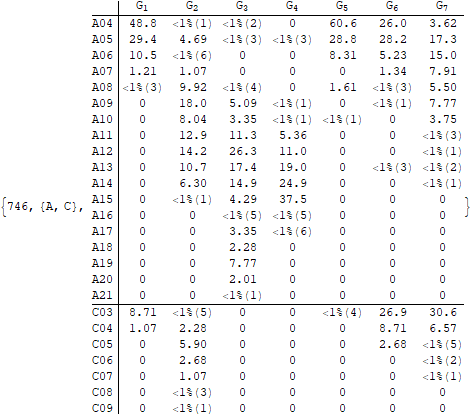 G1 G2 G3 G4 G5 G6 G7
A04 48.8 <1%(1) <1%(2) 0 60.6 26.0 3.62
A05 29.4 4.69 <1%(3) <1%(3) 28.8 28.2 17.3
A06 10.5 <1%(6) 0 0 8.31 5.23 15.0
A07 1.21 1.07 0 0 0 1.34 7.91
A08 <1%(3) 9.92 <1%(4) 0 1.61 <1%(3) 5.50
A09 0 18.0 5.09 <1%(1) 0 <1%(1) 7.77
A10 0 8.04 3.35 <1%(1) <1%(1) 0 3.75
A11 0 12.9 11.3 5.36 0 0 <1%(3)
A12 0 14.2 26.3 11.0 0 0 <1%(1)
{746, {A, C}, A13 0 10.7 17.4 19.0 0 <1%(3) <1%(2) }
A14 0 6.30 14.9 24.9 0 0 <1%(1)
A15 0 <1%(1) 4.29 37.5 0 0 0
A16 0 0 <1%(5) <1%(5) 0 0 0
A17 0 0 3.35 <1%(6) 0 0 0
A18 0 0 2.28 0 0 0 0
A19 0 0 7.77 0 0 0 0
A20 0 0 2.01 0 0 0 0
A21 0 0 <1%(1) 0 0 0 0
C03 8.71 <1%(5) 0 0 <1%(4) 26.9 30.6
C04 1.07 2.28 0 0 0 8.71 6.57
C05 0 5.90 0 0 0 2.68 <1%(5)
C06 0 2.68 0 0 0 0 <1%(2)
C07 0 1.07 0 0 0 0 <1%(1)
C08 0 <1%(3) 0 0 0 0 0
C09 0 <1%(1) 0 0 0 0 0